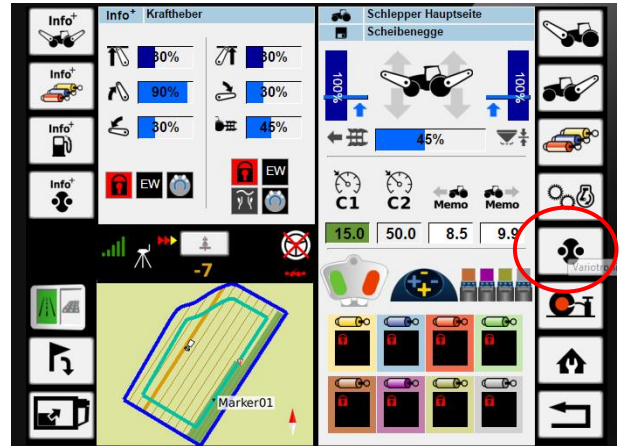 Info+
Info+
Info+
Info+
Info+ Kraftheber
30%
30%
90%
30%
30%
45%
EW
EW
-7
Marker01
Schlepper Hauptseite
Scheibenegge
100%
100%
45%
C1
C2
Memo
Memo
15.0
50.0
8.5
9.9